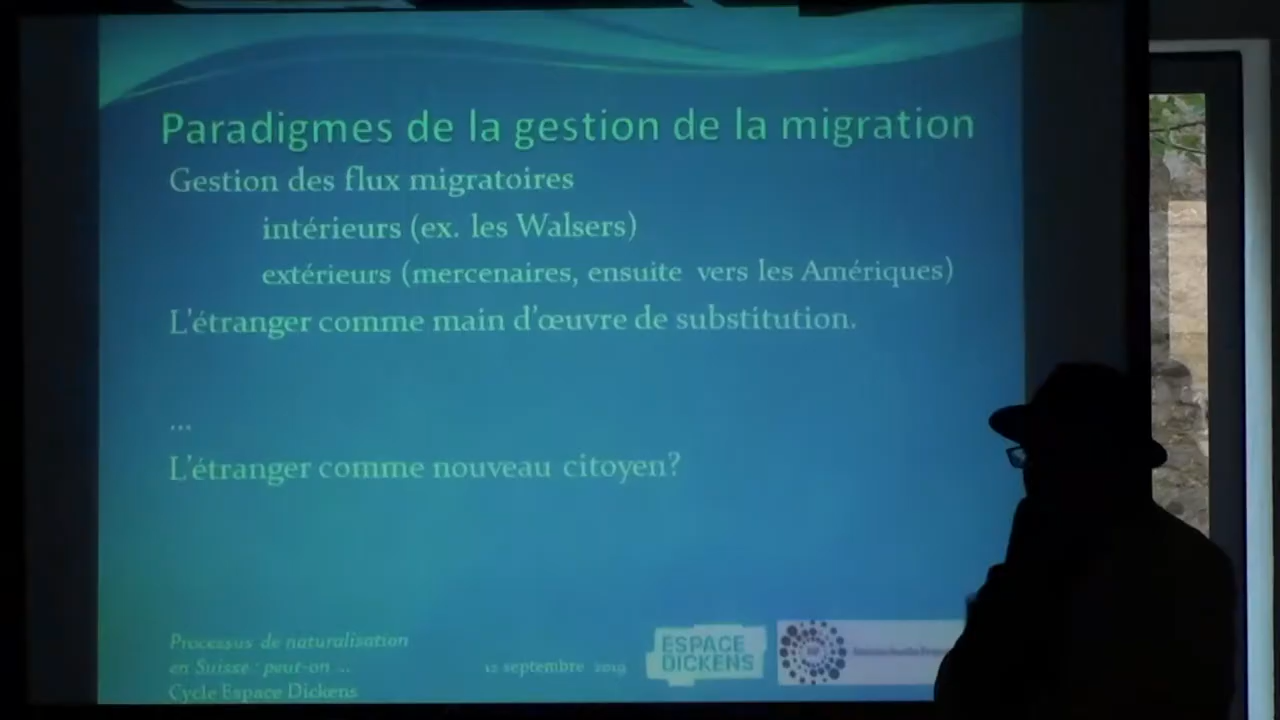 Paradigmes de la gestion de la migration
Gestion des flux migratoires
intérieurs (ex. les Walsers)
extérieurs (mercenaires, ensuite vers les Amériques)
L'étranger comme main d'œuvre de substitution.
...
L'étranger comme nouveau citoyen?
Processus de naturalisation
en Suisse : peut-on ...
Cycle Espace Dickens
12 septembre 2019
ESPACE
DICKENS